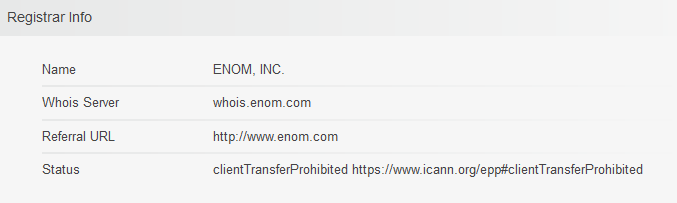 Registrar Info
Name ENOM, INC.
Whois Server whois.enom.com
Referral URL http://www.enom.com
Status clientTransferProhibited https://www.icann.org/epp#clientTransferProhibited